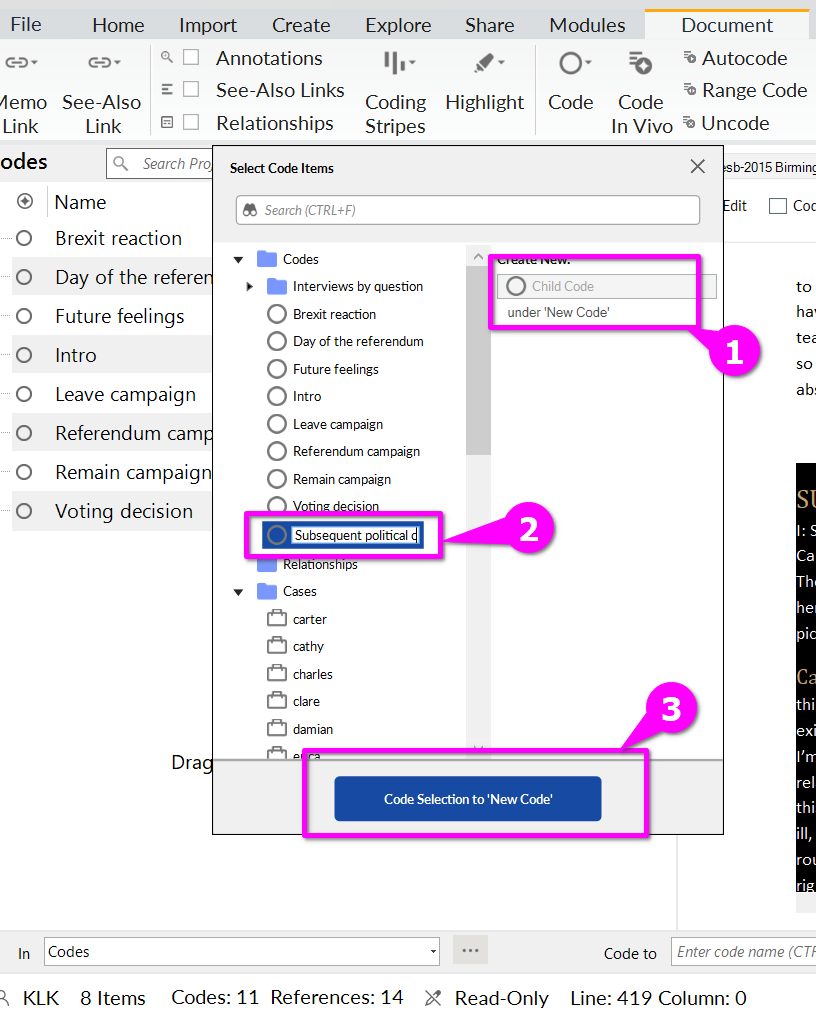 File Home Import Create Explore Share Modules Document
Annotations
See-Also Links
Relationships
Memo
Link
See-Also
Link
Coding
Stripes
Highlight
Code
Code
In Vivo
Autocode
Range Code
Uncode
odes
Search Proj
Name
Brexit reaction
Day of the referen
Future feelings
Intro
Leave campaign
Referendum camp
Remain campaign
Voting decision
Drag
Select Code Items
Search (CTRL+F)
Codes
Interviews by question
Brexit reaction
Day of the referendum
Future feelings
Intro
Leave campaign
Referendum campaign
Remain campaign
Voting decision
Subsequent political c
Relationships
Cases
carter
cathy
charles
clare
damian
erica
Create New:
Child Code
under 'New Code'
1
2
3
Code Selection to 'New Code'
esb-2015 Birming
Edit Cod
to
hav
tea
so
abs
SU
I: S
Ca
The
her
pic
Ca
thi
exi
I'm
rel
this
ill,
rou
rig
In Codes ... Code to Enter code name (CTR
KLK 8 Items Codes: 11 References: 14 Read-Only Line: 419 Column: 0